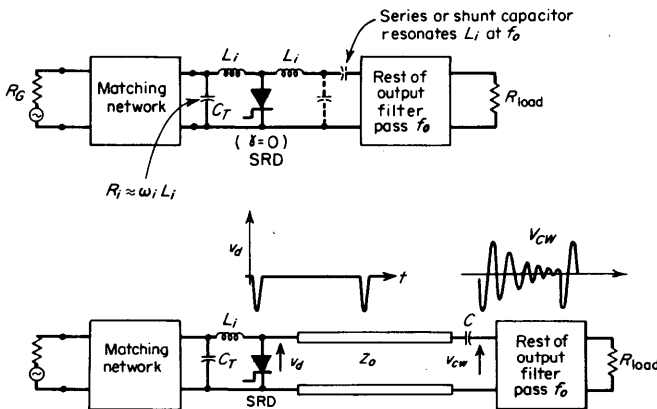 Series or shunt capacitor
resonates Li at fo
Li
Li
RG
Matching
network
CT
(γ=0)
SRD
Rest of
output
filter
pass fo
Rload
Ri ≈ ωi Li
vd
t
Vcw
Li
Matching
network
CT
SRD
vd
Zo
C
vcw
Rest of
output
filter
pass fo
Rload